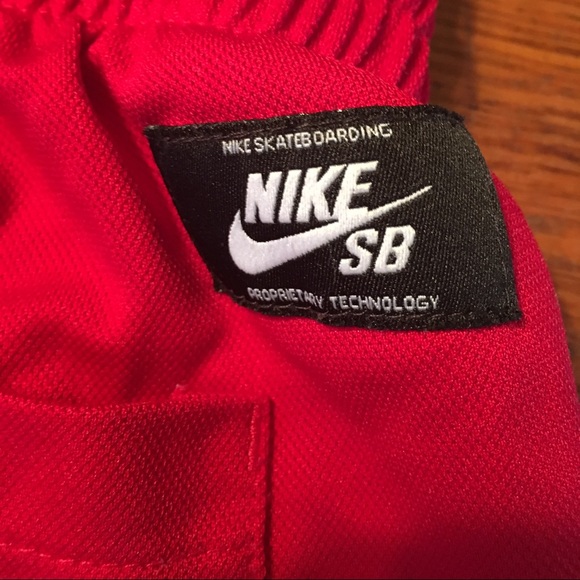 NIKE SKATEBOARDING
NIKE
SB
PROPRIETARY TECHNOLOGY